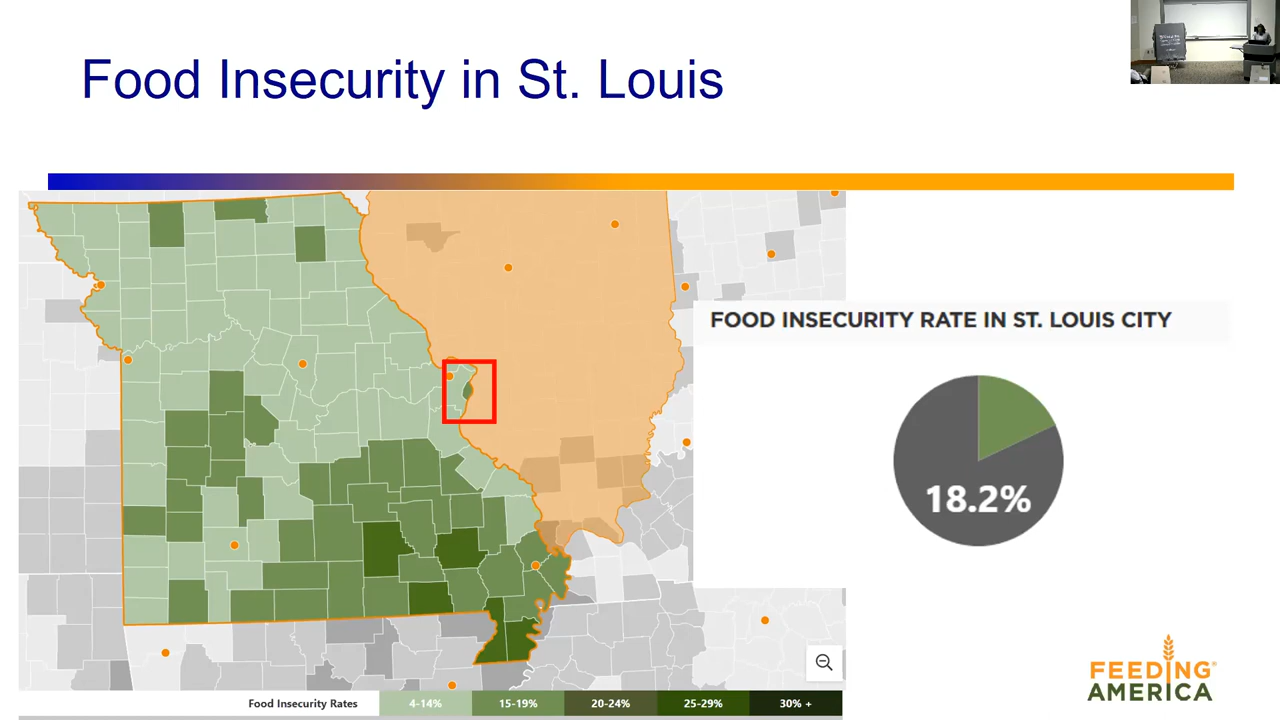 Food Insecurity in St. Louis
FOOD INSECURITY RATE IN ST. LOUIS CITY
18.2%
FEEDING®
AMERICA
Food Insecurity Rates 4-14% 15-19% 20-24% 25-29% 30% +